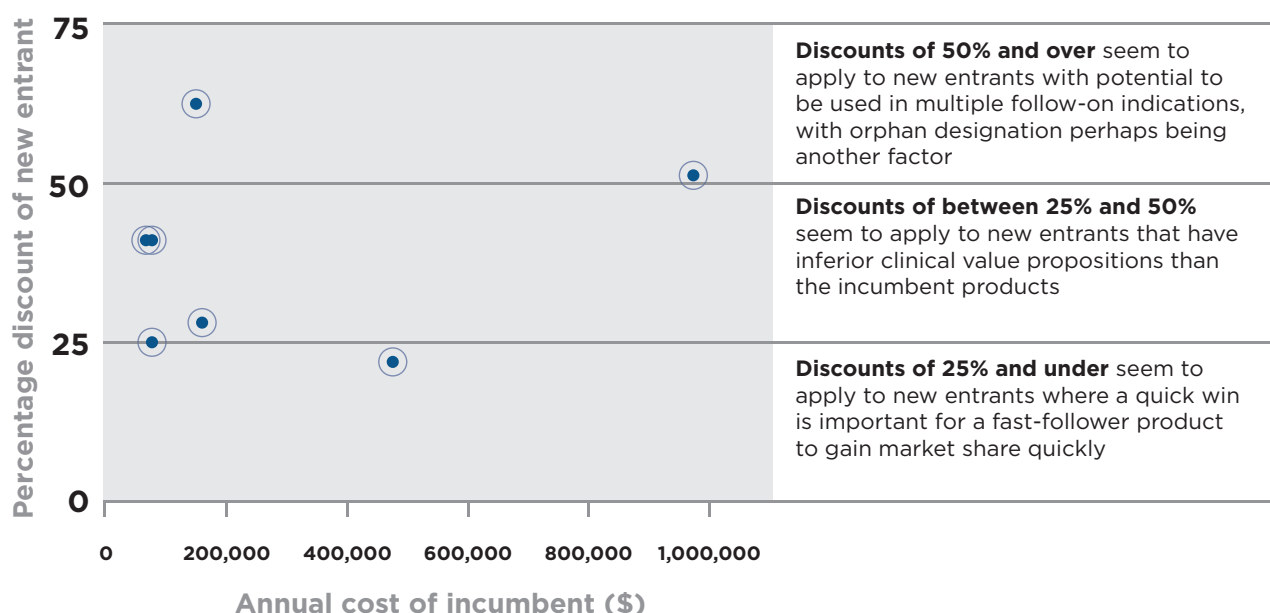 Percentage discount of new entrant
75
50
25
0
0 200,000 400,000 600,000 800,000 1,000,000
Annual cost of incumbent ($)
Discounts of 50% and over seem to
apply to new entrants with potential to
be used in multiple follow-on indications,
with orphan designation perhaps being
another factor
Discounts of between 25% and 50%
seem to apply to new entrants that have
inferior clinical value propositions than
the incumbent products
Discounts of 25% and under seem to
apply to new entrants where a quick win
is important for a fast-follower product
to gain market share quickly